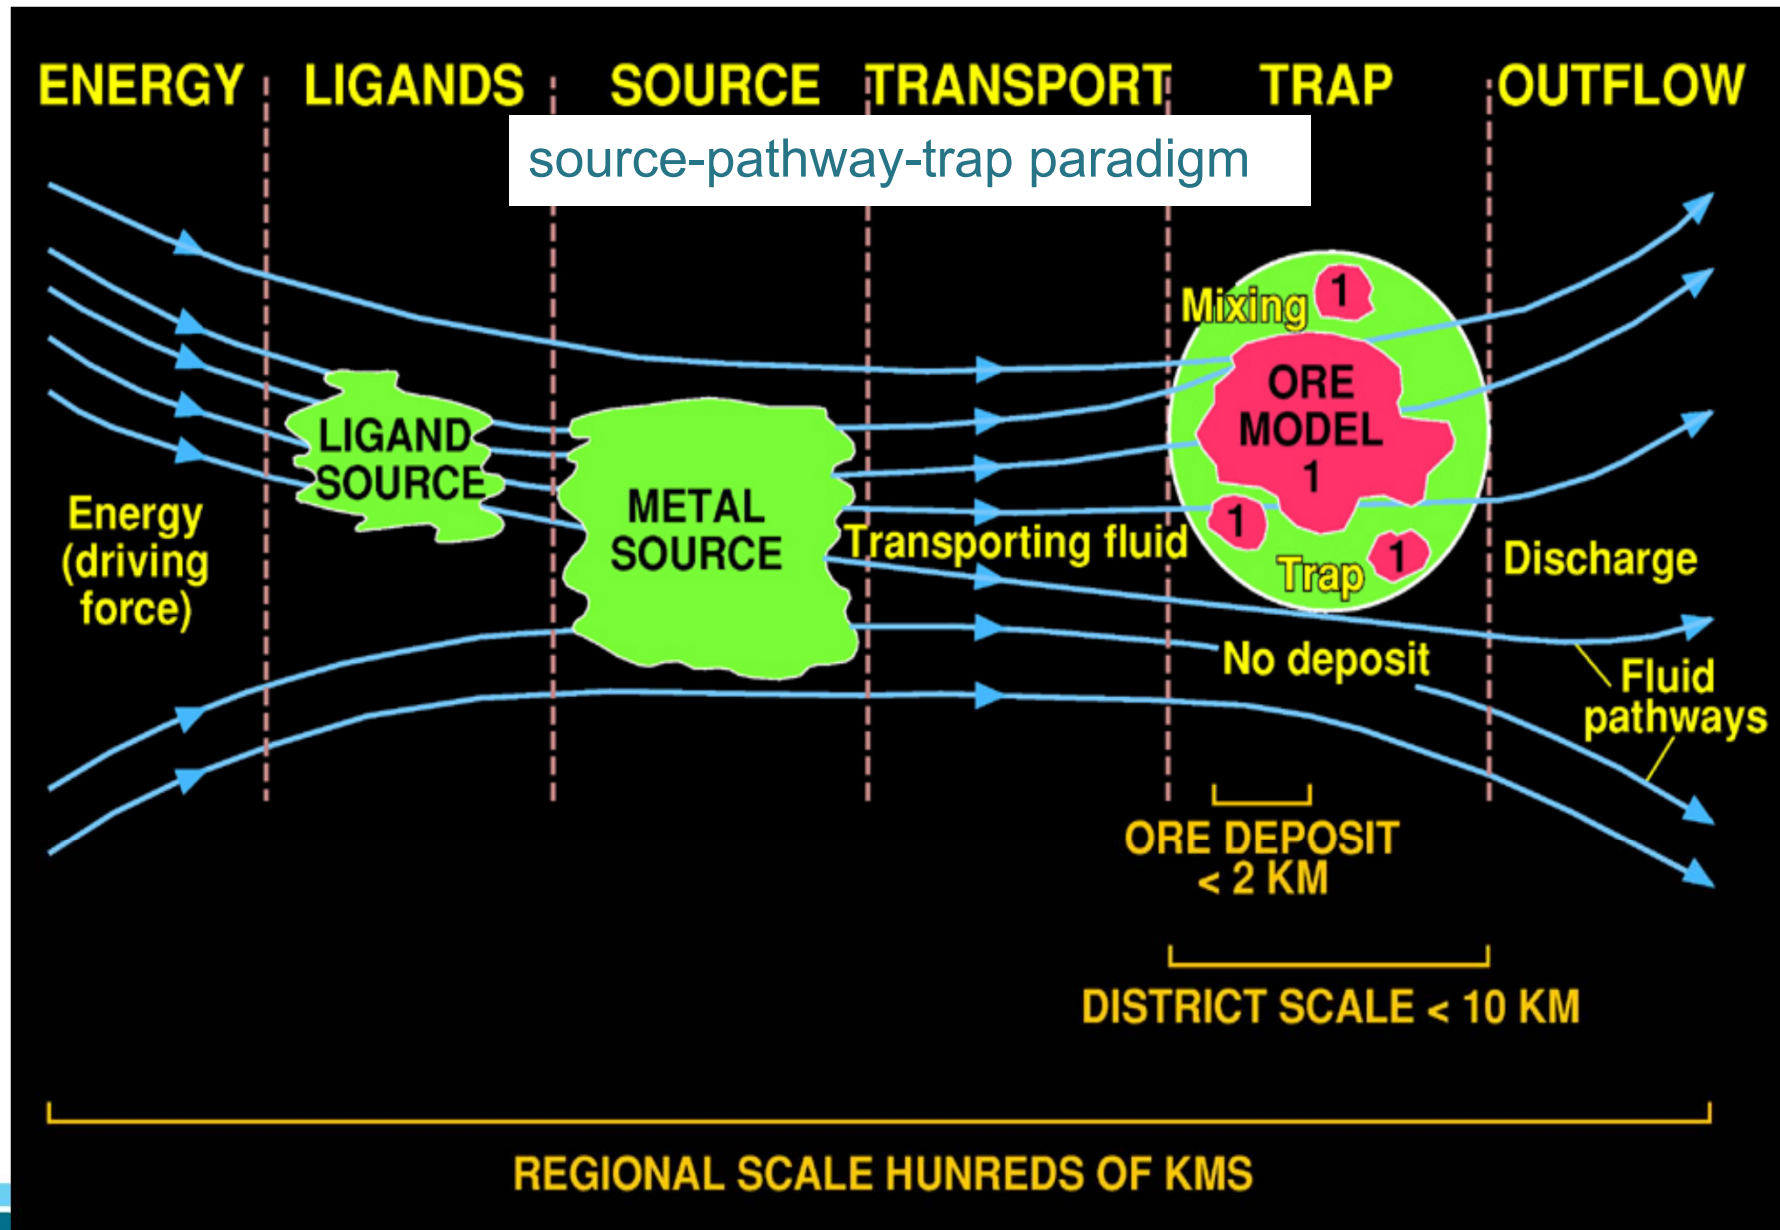 ENERGY
LIGANDS
SOURCE
TRANSPORT
TRAP
OUTFLOW
source-pathway-trap paradigm
Mixing
1
ORE
MODEL
1
LIGAND
SOURCE
METAL
SOURCE
Energy
(driving
force)
Transporting fluid
1
1
Trap
Discharge
No deposit
Fluid
pathways
ORE DEPOSIT
< 2 KM
DISTRICT SCALE < 10 KM
REGIONAL SCALE HUNREDS OF KMS